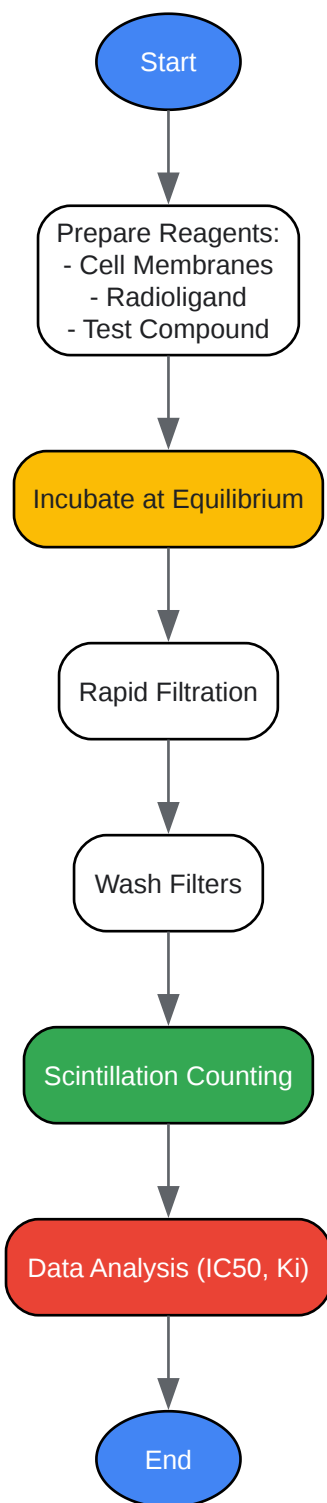 Start
Prepare Reagents:
- Cell Membranes
- Radioligand
- Test Compound
Incubate at Equilibrium
Rapid Filtration
Wash Filters
Scintillation Counting
Data Analysis (IC50, Ki)
End